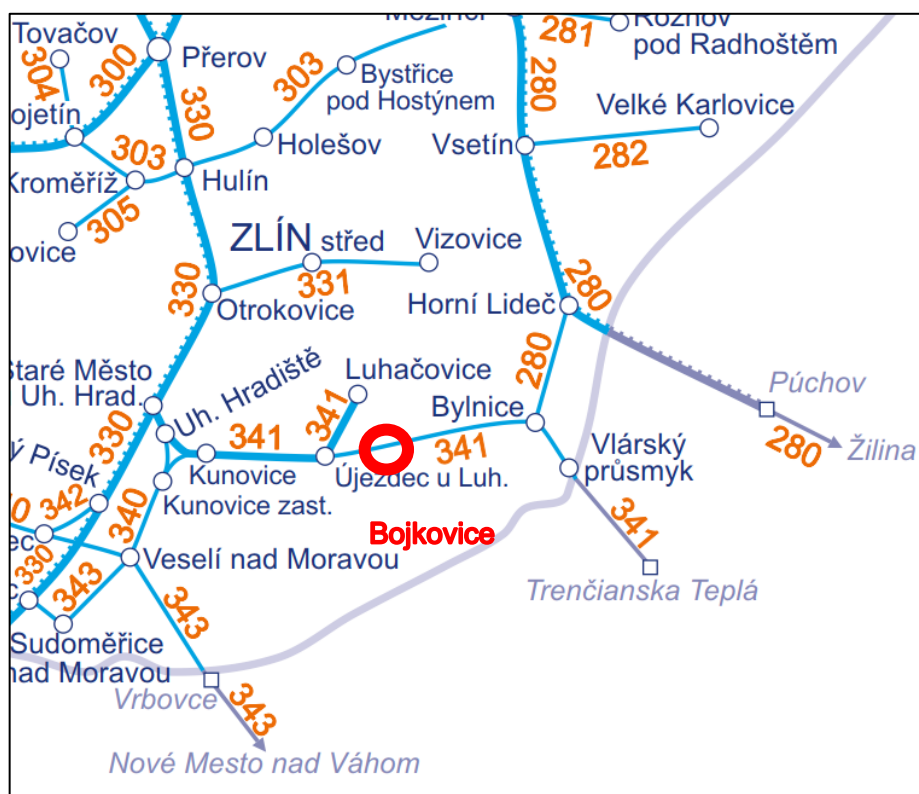 Tovačov
304
300
Přerov
330
303
Bystřice
pod Hostýnem
280
281
Rožnov
pod Radhoštěm
Velké Karlovice
282
Vsetín
ojetín
303
Holešov
Kroměříž
Hulín
305
ovice
ZLÍN střed
331
Vizovice
330
Otrokovice
Horní Lideč
280
280
Púchov
280
Žilina
Staré Město
Uh. Hrad.
Uh. Hradiště
Luhačovice
341
Bylnice
330
341
Kunovice
341
Újezdec u Luh.
Vlárský
průsmyk
ý Písek
342
340
Kunovice zast.
Bojkovice
341
Trenčianska Teplá
ec
Veselí nad Moravou
330
343
343
Sudoměřice
nad Moravou
Vrbovce
343
Nové Mesto nad Váhom